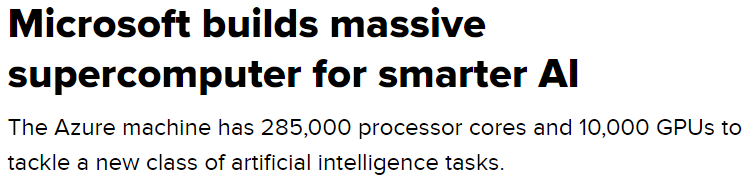 Microsoft builds massive
supercomputer for smarter AI
The Azure machine has 285,000 processor cores and 10,000 GPUs to
tackle a new class of artificial intelligence tasks.